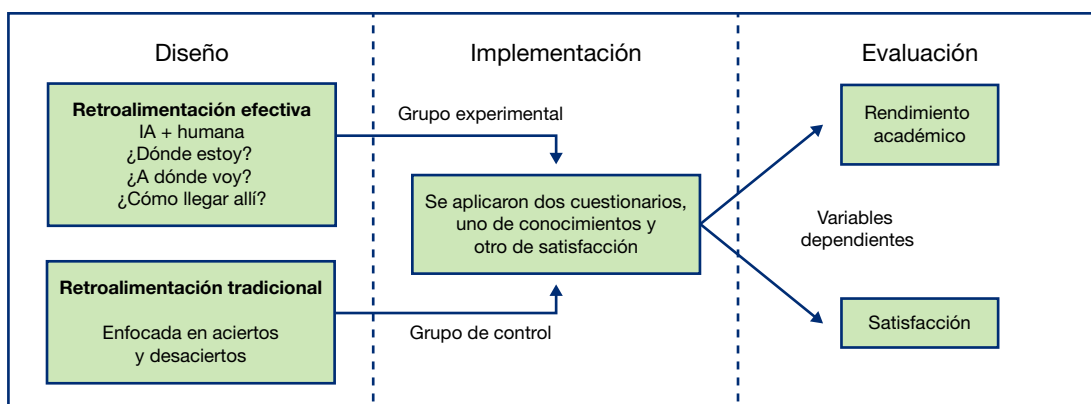 Diseño
Implementación
Evaluación
Retroalimentación efectiva
IA + humana
¿Dónde estoy?
¿A dónde voy?
¿Cómo llegar allí?
Retroalimentación tradicional
Enfocada en aciertos
y desaciertos
Grupo experimental
Se aplicaron dos cuestionarios,
uno de conocimientos y
otro de satisfacción
Grupo de control
Rendimiento
académico
Variables
dependientes
Satisfacción